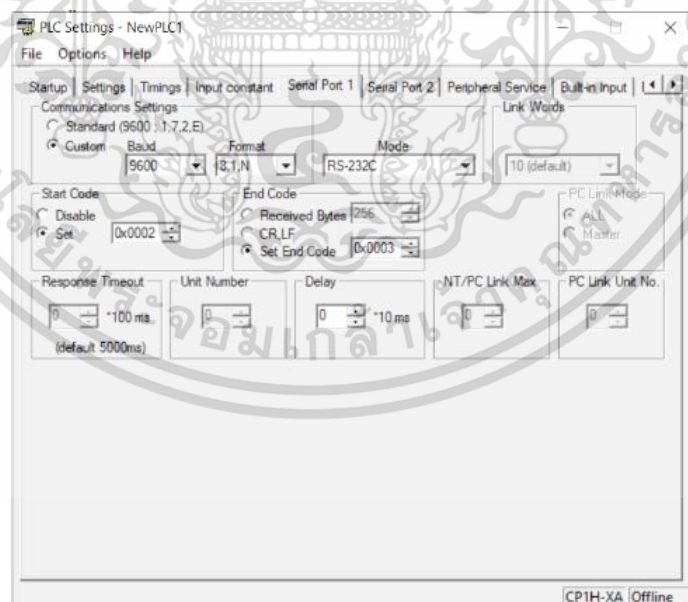 PLC Settings - NewPLC1
File Options Help
Startup Settings Timings Input constant Serial Port 1 Serial Port 2 Peripheral Service Built-in Input
Communications Settings
Link Words
Standard (9600 ; 1,7,2,E)
Custom Baud Format Mode
9600 8,1,N RS-232C 10 (default)
Start Code End Code PC Link Mode
Disable Received Bytes 256 ALL
Set 0x0002 CR,LF Master
Set End Code 0x0003
Response Timeout Unit Number Delay NT/PC Link Max PC Link Unit No.
0 *100 ms 0 0 *10 ms 0 0
(default 5000ms)
CP1H-XA Offline